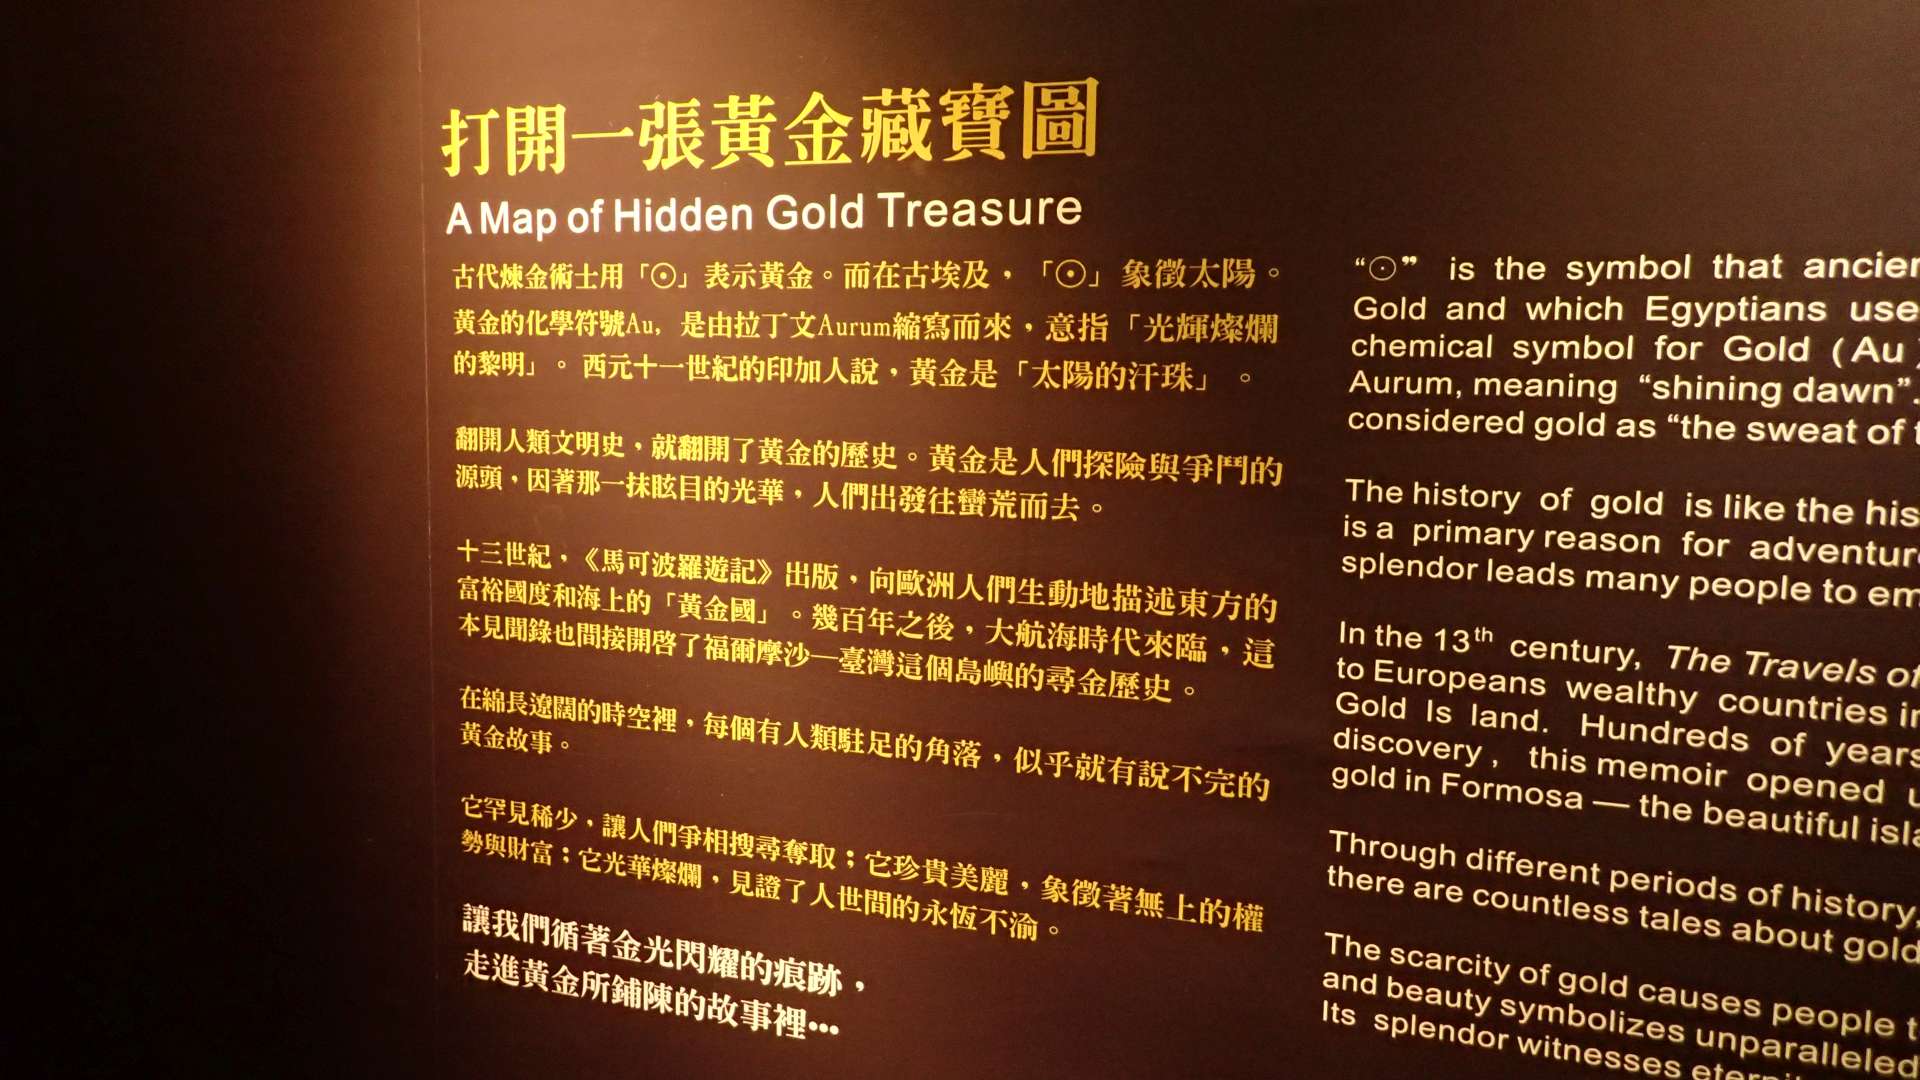 打開一張黃金藏寶圖
A Map of Hidden Gold Treasure
古代煉金術士用「⊙」表示黃金。而在古埃及，「⊙」象徵太陽。
黃金的化學符號Au，是由拉丁文Aurum縮寫而來，意指「光輝燦爛
的黎明」。西元十一世紀的印加人說，黃金是「太陽的汗珠」。
翻開人類文明史，就翻開了黃金的歷史。黃金是人們探險與爭鬥的
源頭，因著那一抹眩目的光華，人們出發往蠻荒而去。
十三世紀，《馬可波羅遊記》出版，向歐洲人們生動地描述東方的
富裕國度和海上的「黃金國」。幾百年之後，大航海時代來臨，這
本見聞錄也間接開啓了福爾摩沙—臺灣這個島嶼的尋金歷史。
在綿長遼闊的時空裡，每個有人類駐足的角落，似乎就有說不完的
黃金故事。
它罕見稀少，讓人們爭相搜尋奪取；它珍貴美麗，象徵著無上的權
勢與財富；它光華燦爛，見證了人世間的永恆不渝。
讓我們循著金光閃耀的痕跡，
走進黃金所鋪陳的故事裡⋯
“⊙” is the symbol that ancien
Gold and which Egyptians use
chemical symbol for Gold (Au)
Aurum, meaning “shining dawn”.
considered gold as “the sweat of t
The history of gold is like the his
is a primary reason for adventur
splendor leads many people to em
In the 13th century, The Travels of
to Europeans wealthy countries in
Gold Is land. Hundreds of years
discovery, this memoir opened u
gold in Formosa — the beautiful isla
Through different periods of history,
there are countless tales about gold
The scarcity of gold causes people t
and beauty symbolizes unparalleled
Its splendor witnesses eterni